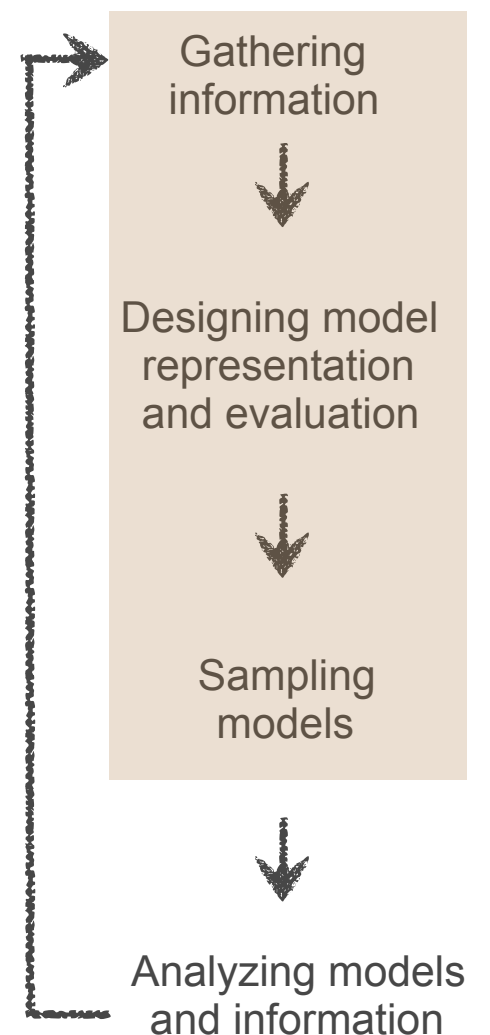 Gathering
information
Designing model
representation
and evaluation
Sampling
models
Analyzing models
and information